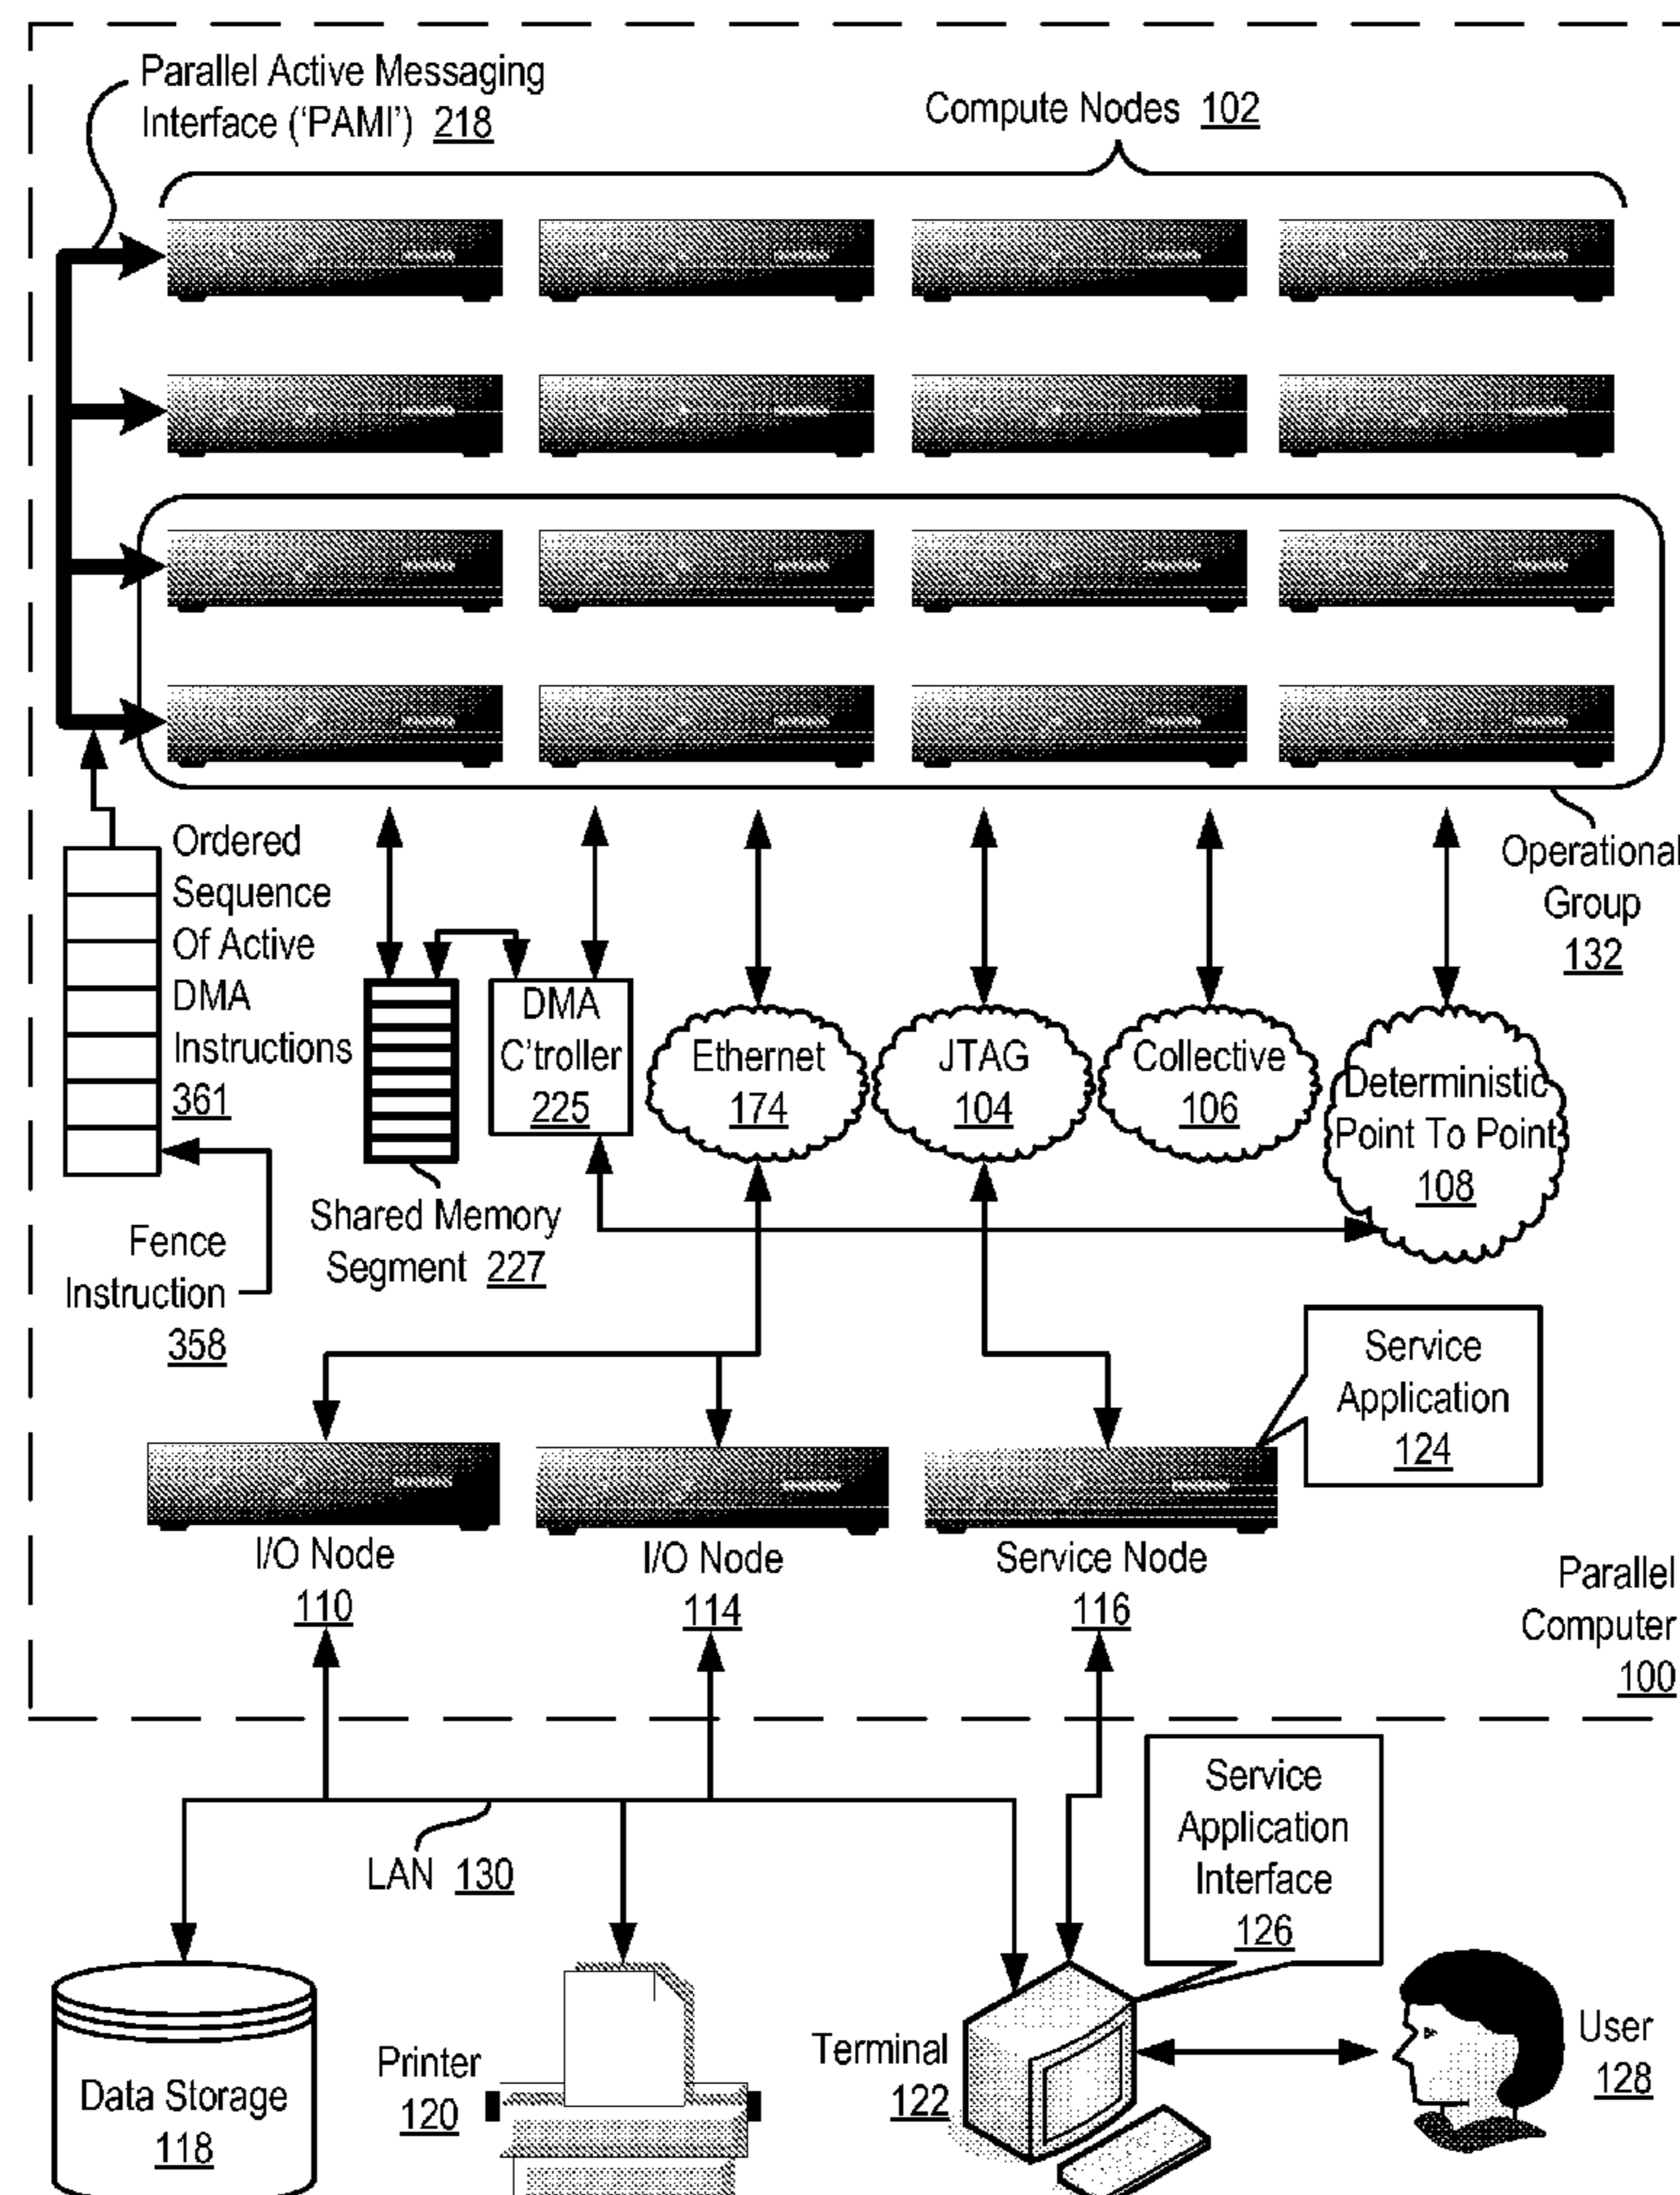 Parallel Active Messaging
Interface (‘PAMI’) 218
Compute Nodes 102
Ordered
Sequence
Of Active
DMA
Instructions
361
Operational
Group
132
DMA
C'troller
225
Ethernet
174
JTAG
104
Collective
106
Deterministic
Point To Point
108
Shared Memory
Segment 227
Fence
Instruction
358
Service
Application
124
I/O Node
110
I/O Node
114
Service Node
116
Parallel
Computer
100
LAN 130
Service
Application
Interface
126
Data Storage
118
Printer
120
Terminal
122
User
128